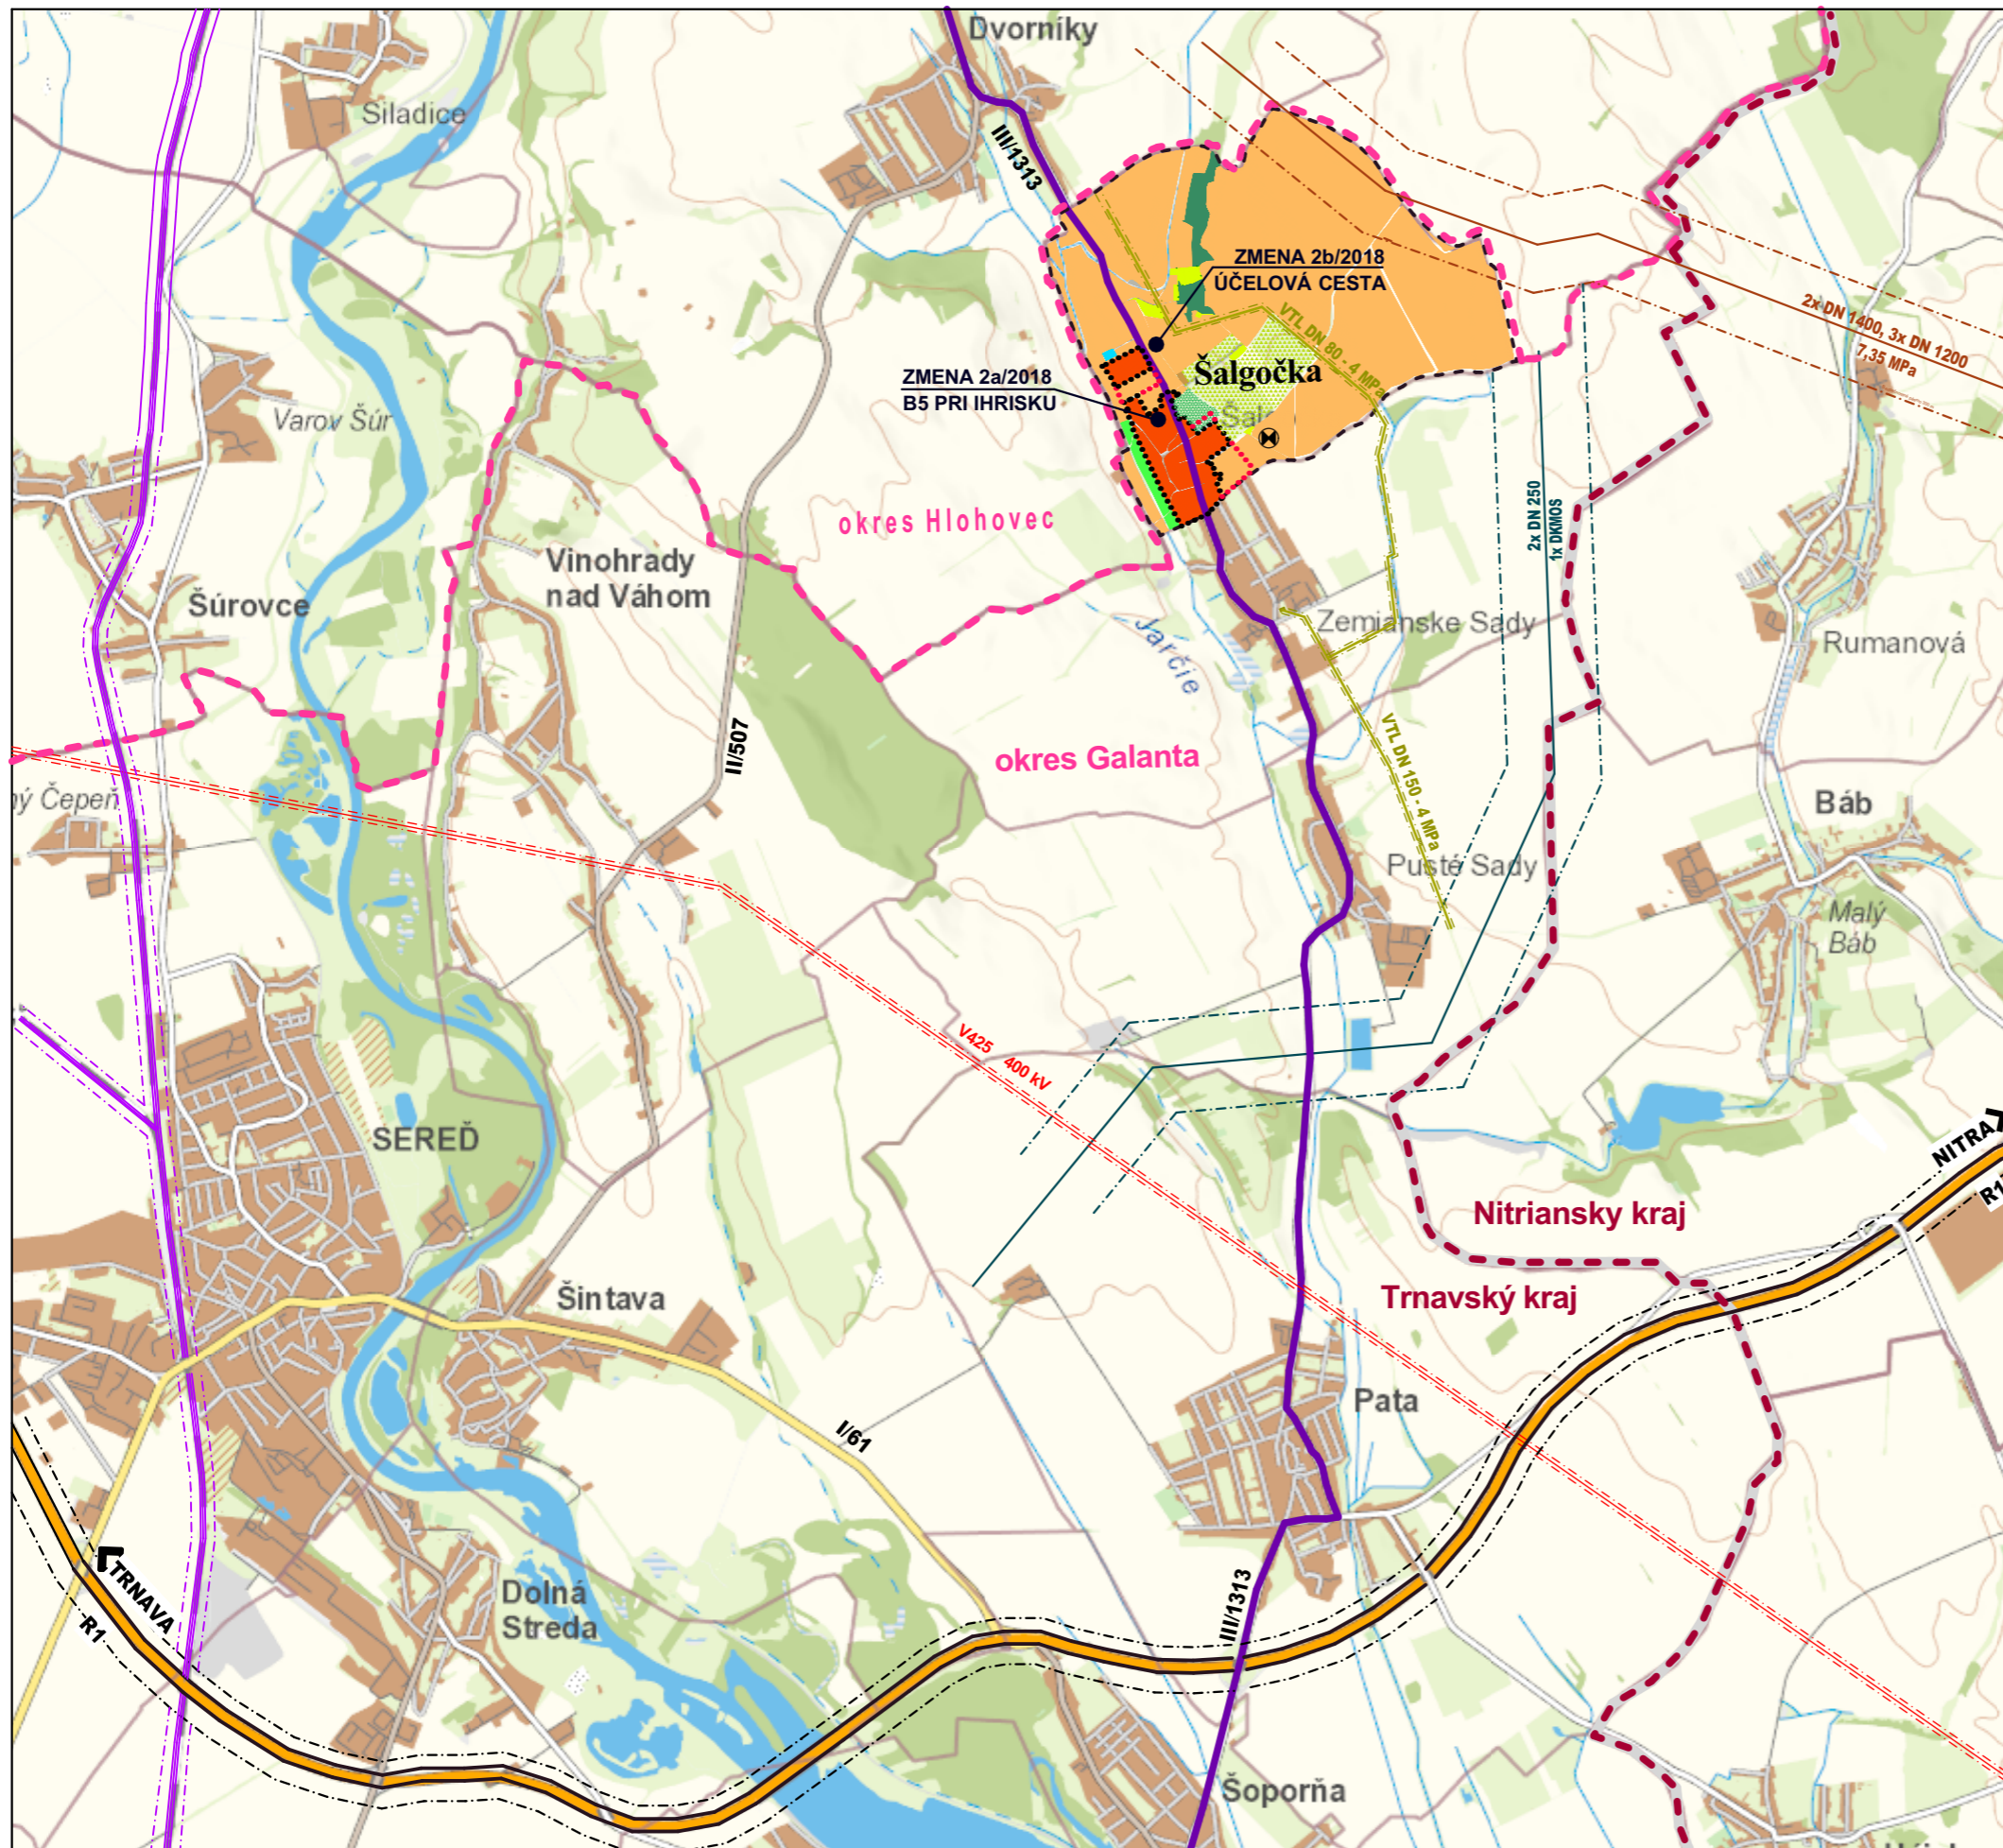 Dvorníky
Siladice
III/1313
ZMENA 2b/2018
ÚČELOVÁ CESTA
2x DN 1400, 3x DN 1200
7,35 MPa
VTL DN 80 - 4 MPa
Šalgočka
ZMENA 2a/2018
B5 PRI IHRISKU
Varov Šúr
okres Hlohovec
2x DN 250
1x DKMOS
Vinohrady
nad Váhom
Šúrovce
Zemianske Sady
Jarčie
Rumanová
II/507
okres Galanta
VTL DN 150 - 4 MPa
ný Čepeň
Báb
Pusté Sady
Malý
Báb
V425 400 kV
SEREĎ
NITRA
R1
Nitriansky kraj
Trnavský kraj
Šintava
Pata
I/61
TRNAVA
R1
Dolná
Streda
III/1313
Šoporňa